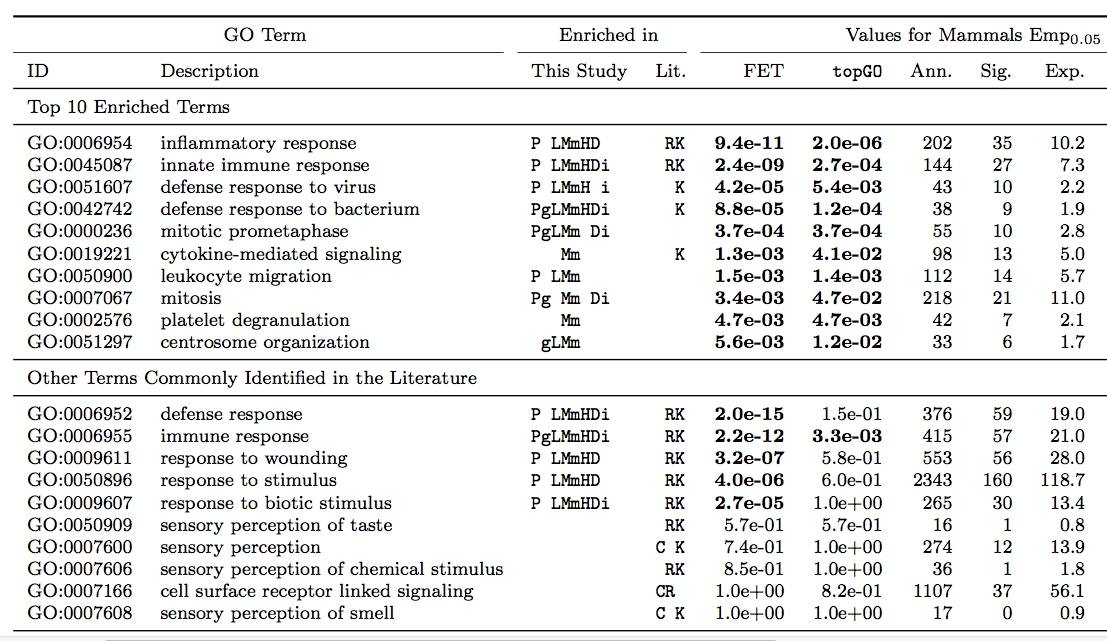 GO Term Enriched in Values for Mammals Emp0.05
ID Description This Study Lit. FET topGO Ann. Sig. Exp.
Top 10 Enriched Terms
GO:0006954 inflammatory response P LMmHD RK 9.4e-11 2.0e-06 202 35 10.2
GO:0045087 innate immune response P LMmHDi RK 2.4e-09 2.7e-04 144 27 7.3
GO:0051607 defense response to virus P LMmH i K 4.2e-05 5.4e-03 43 10 2.2
GO:0042742 defense response to bacterium PgLMmHDi K 8.8e-05 1.2e-04 38 9 1.9
GO:0000236 mitotic prometaphase PgLMm Di 3.7e-04 3.7e-04 55 10 2.8
GO:0019221 cytokine-mediated signaling Mm K 1.3e-03 4.1e-02 98 13 5.0
GO:0050900 leukocyte migration P LMm 1.5e-03 1.4e-03 112 14 5.7
GO:0007067 mitosis Pg Mm Di 3.4e-03 4.7e-02 218 21 11.0
GO:0002576 platelet degranulation Mm 4.7e-03 4.7e-03 42 7 2.1
GO:0051297 centrosome organization gLMm 5.6e-03 1.2e-02 33 6 1.7
Other Terms Commonly Identified in the Literature
GO:0006952 defense response P LMmHDi RK 2.0e-15 1.5e-01 376 59 19.0
GO:0006955 immune response PgLMmHDi RK 2.2e-12 3.3e-03 415 57 21.0
GO:0009611 response to wounding P LMmHD RK 3.2e-07 5.8e-01 553 56 28.0
GO:0050896 response to stimulus P LMmHD RK 4.0e-06 6.0e-01 2343 160 118.7
GO:0009607 response to biotic stimulus P LMmHDi RK 2.7e-05 1.0e+00 265 30 13.4
GO:0050909 sensory perception of taste RK 5.7e-01 5.7e-01 16 1 0.8
GO:0007600 sensory perception C K 7.4e-01 1.0e+00 274 12 13.9
GO:0007606 sensory perception of chemical stimulus RK 8.5e-01 1.0e+00 36 1 1.8
GO:0007166 cell surface receptor linked signaling CR 1.0e+00 8.2e-01 1107 37 56.1
GO:0007608 sensory perception of smell C K 1.0e+00 1.0e+00 17 0 0.9